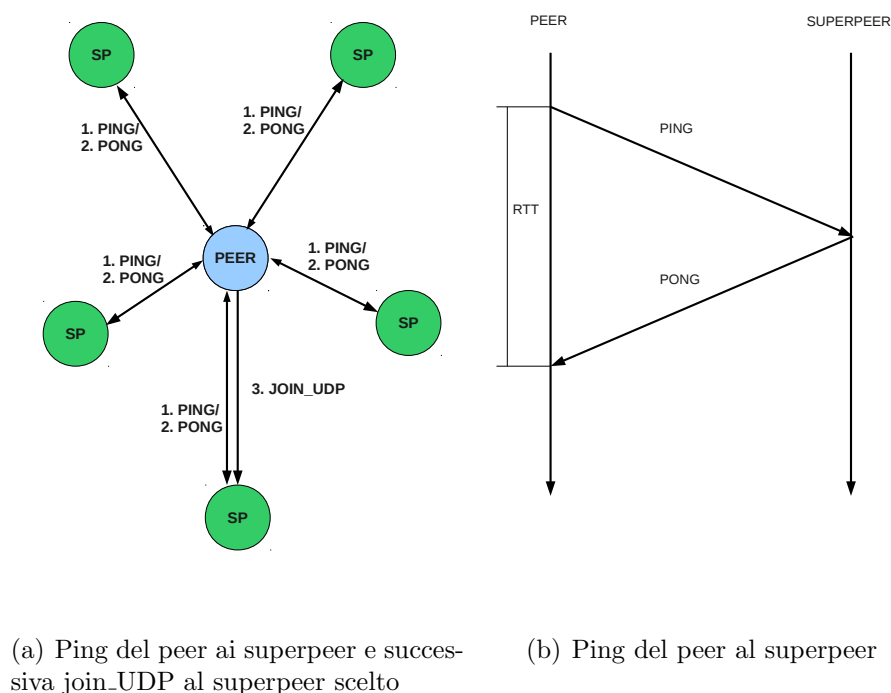 SP
SP
1. PING/
2. PONG
1. PING/
2. PONG
PEER
1. PING/
2. PONG
1. PING/
2. PONG
SP
SP
3. JOIN_UDP
1. PING/
2. PONG
SP
(a) Ping del peer ai superpeer e succes-
siva join_UDP al superpeer scelto
PEER
SUPERPEER
PING
RTT
PONG
(b) Ping del peer al superpeer